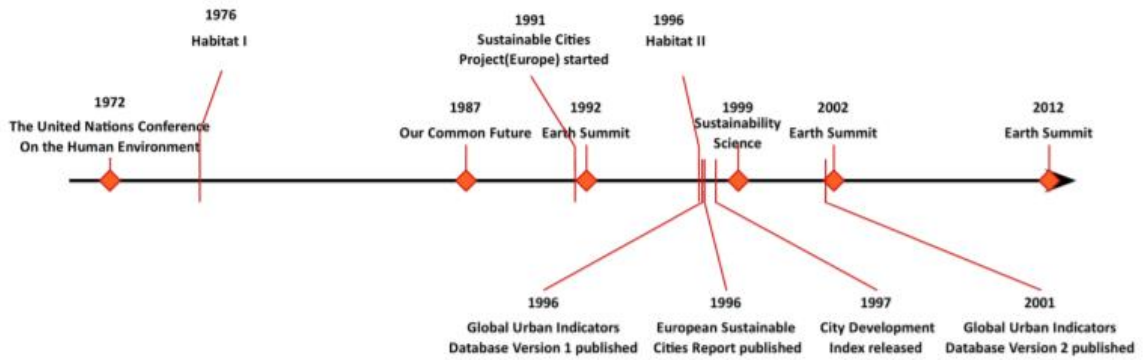 1976
Habitat I
1991
Sustainable Cities
Project(Europe) started
1996
Habitat II
1972
The United Nations Conference
On the Human Environment
1987
Our Common Future
1992
Earth Summit
1999
Sustainability
Science
2002
Earth Summit
2012
Earth Summit
1996
Global Urban Indicators
Database Version 1 published
1996
European Sustainable
Cities Report published
1997
City Development
Index released
2001
Global Urban Indicators
Database Version 2 published